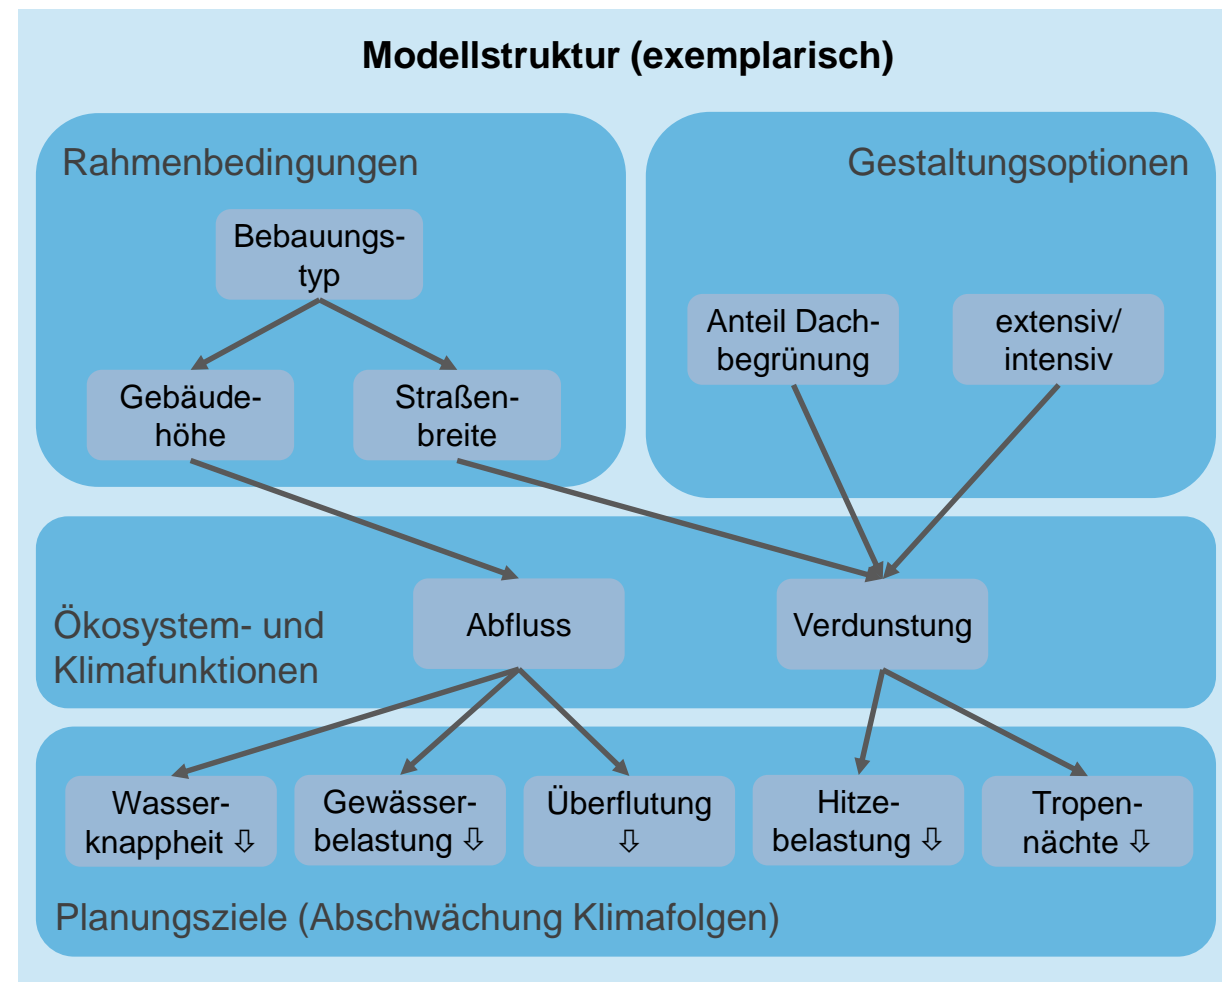 Modellstruktur (exemplarisch)
Rahmenbedingungen
Gestaltungsoptionen
Bebauungs-
typ
Anteil Dach-
begrünung
extensiv/
intensiv
Gebäude-
höhe
Straßen-
breite
Ökosystem- und
Klimafunktionen
Abfluss
Verdunstung
Wasser-
knappheit ⇩
Gewässer-
belastung ⇩
Überflutung
⇩
Hitze-
belastung ⇩
Tropen-
nächte ⇩
Planungsziele (Abschwächung Klimafolgen)